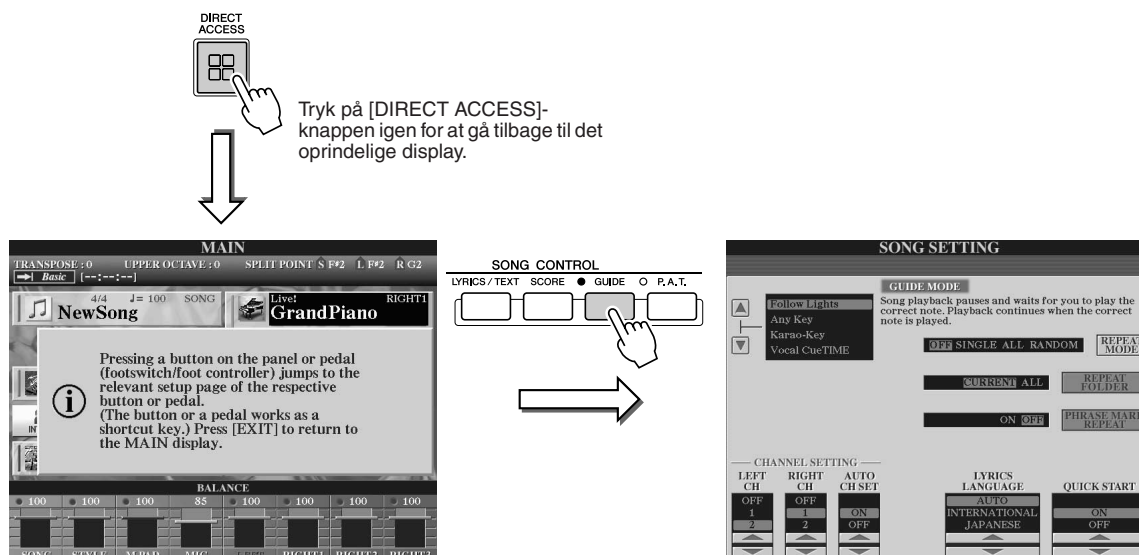 DIRECT
ACCESS
Tryk på [DIRECT ACCESS]-
knappen igen for at gå tilbage til det
oprindelige display.
MAIN
TRANSPOSE : 0 UPPER OCTAVE : 0 SPLIT POINT S F#2 L F#2 R G2
Basic [--:--:--]
4/4 ♩= 100 SONG
NewSong
Live! RIGHT1
GrandPiano
Pressing a button on the panel or pedal
(footswitch/foot controller) jumps to the
relevant setup page of the respective
button or pedal.
(The button or a pedal works as a
shortcut key.) Press [EXIT] to return to
the MAIN display.
BALANCE
100 100 100 85 100 100 100 100
SONG STYLE M.PAD MIC RIGHT1 RIGHT2 RIGHT3
SONG CONTROL
LYRICS / TEXT SCORE GUIDE P.A.T.
SONG SETTING
GUIDE MODE
Follow Lights
Any Key
Karao-Key
Vocal CueTIME
Song playback pauses and waits for you to play the
correct note. Playback continues when the correct
note is played.
OFF SINGLE ALL RANDOM
REPEAT
MODE
CURRENT ALL
REPEAT
FOLDER
ON OFF
PHRASE MARK
REPEAT
CHANNEL SETTING
LEFT
CH
RIGHT
CH
AUTO
CH SET
OFF
1
2
OFF
1
2
ON
OFF
LYRICS
LANGUAGE
AUTO
INTERNATIONAL
JAPANESE
QUICK START
ON
OFF